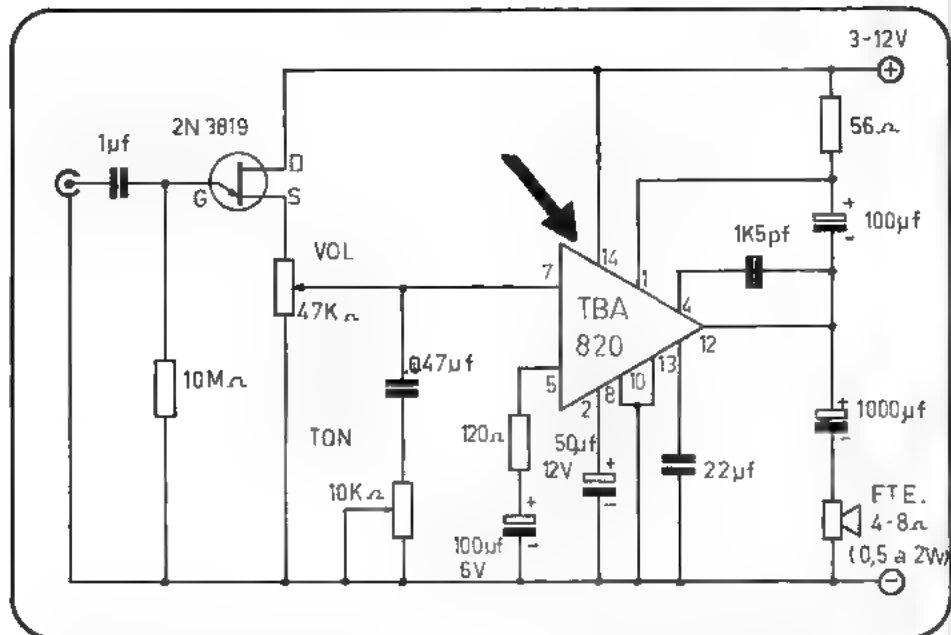 3-12V
+
2N 3819
1µf
D
G
S
56Ω
+
100µf
-
1K5pf
VOL
47KΩ
7
14
1
4
TBA
820
12
5
2
8
10
13
10MΩ
.047µf
TON
10KΩ
120Ω
+
100µf
6V
-
50µf
12V
+
-
22µf
+
1000µf
-
FTE.
4-8Ω
(0,5 a 2W)
-